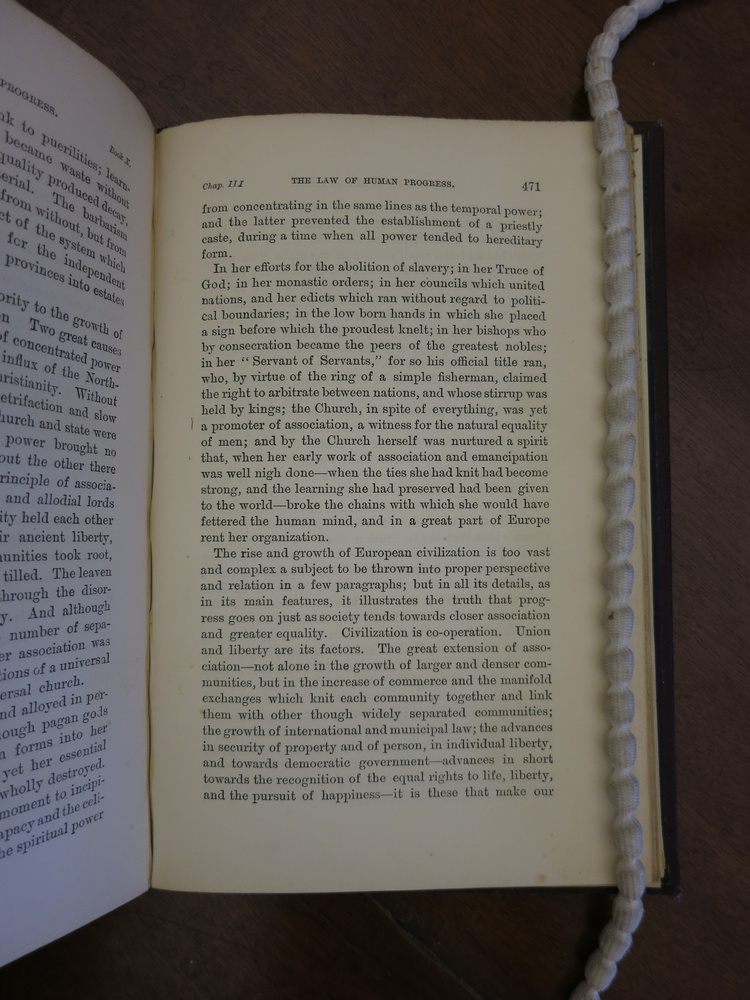 PROGRESS.
Book X.
to puerilities; learn-
became waste without
quality produced decay,
The barbarism
from without, but from
ct of the system which
for the independent
provinces into estates
ority to the growth of
Two great causes
of concentrated power
influx of the North-
hristianity. Without
etrifaction and slow
hurch and state were
power brought no
out the other there
rinciple of associa-
and allodial lords
ity held each other
ir ancient liberty,
munities took root,
tilled. The leaven
hrough the disor-
y. And although
number of sepa-
er association was
tions of a universal
ersal church.
nd alloyed in per-
ough pagan gods
forms into her
yet her essential
wholly destroyed.
moment to incipi-
apacy and the celi-
he spiritual power
Chap. III THE LAW OF HUMAN PROGRESS. 471
from concentrating in the same lines as the temporal power;
and the latter prevented the establishment of a priestly
caste, during a time when all power tended to hereditary
form.
In her efforts for the abolition of slavery; in her Truce of
God; in her monastic orders; in her councils which united
nations, and her edicts which ran without regard to politi-
cal boundaries; in the low born hands in which she placed
a sign before which the proudest knelt; in her bishops who
by consecration became the peers of the greatest nobles;
in her “Servant of Servants,” for so his official title ran,
who, by virtue of the ring of a simple fisherman, claimed
the right to arbitrate between nations, and whose stirrup was
held by kings; the Church, in spite of everything, was yet
a promoter of association, a witness for the natural equality
of men; and by the Church herself was nurtured a spirit
that, when her early work of association and emancipation
was well nigh done—when the ties she had knit had become
strong, and the learning she had preserved had been given
to the world—broke the chains with which she would have
fettered the human mind, and in a great part of Europe
rent her organization.
The rise and growth of European civilization is too vast
and complex a subject to be thrown into proper perspective
and relation in a few paragraphs; but in all its details, as
in its main features, it illustrates the truth that prog-
ress goes on just as society tends towards closer association
and greater equality. Civilization is co-operation. Union
and liberty are its factors. The great extension of asso-
ciation—not alone in the growth of larger and denser com-
munities, but in the increase of commerce and the manifold
exchanges which knit each community together and link
them with other though widely separated communities;
the growth of international and municipal law; the advances
in security of property and of person, in individual liberty,
and towards democratic government—advances in short
towards the recognition of the equal rights to life, liberty,
and the pursuit of happiness—it is these that make our